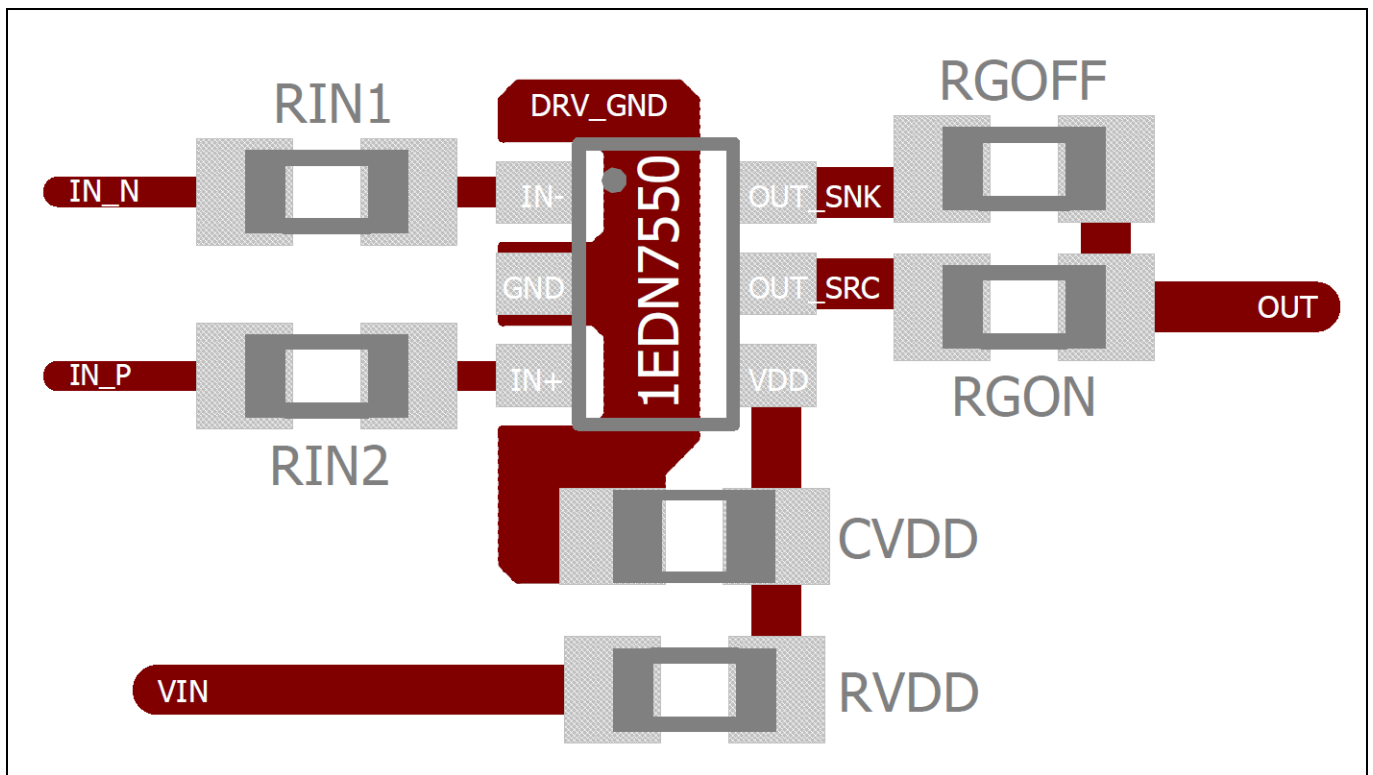 RIN1
DRV_GND
RGOFF
IN_N
IN-
1EDN7550
OUT_SNK
GND
OUT_SRC
OUT
IN_P
IN+
VDD
RGON
RIN2
CVDD
VIN
RVDD